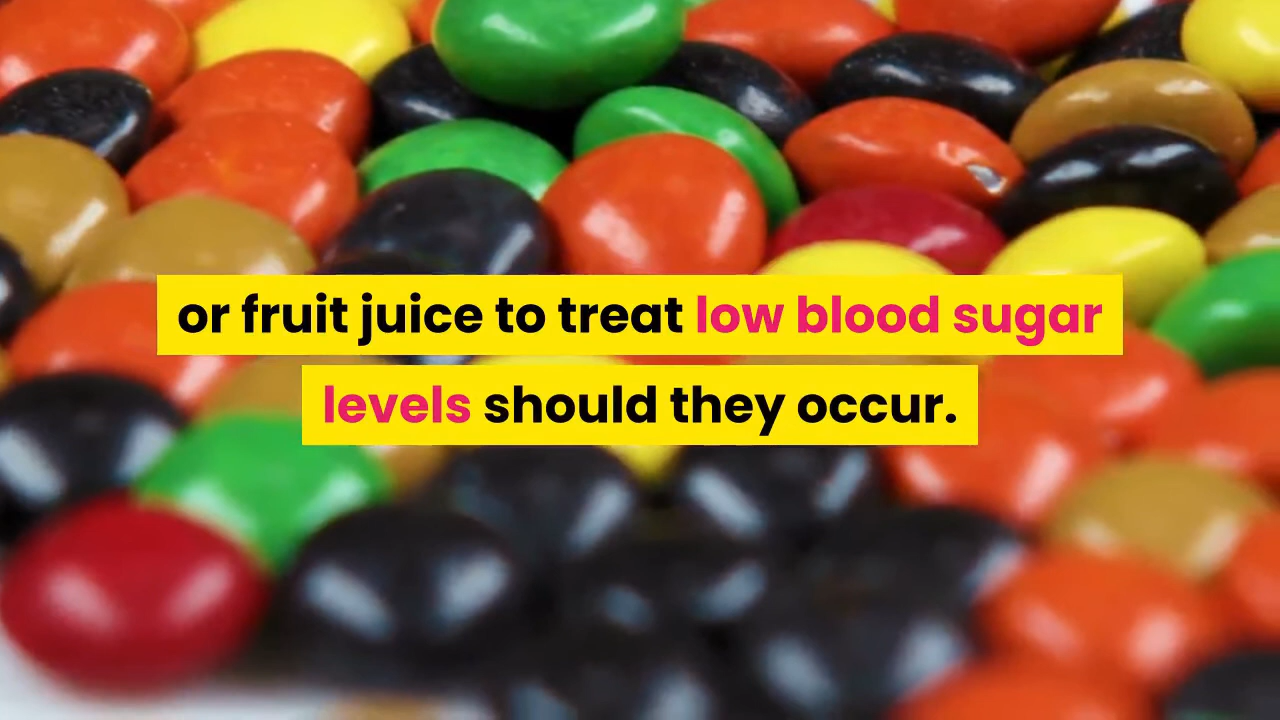 or fruit juice to treat low blood sugar
levels should they occur.